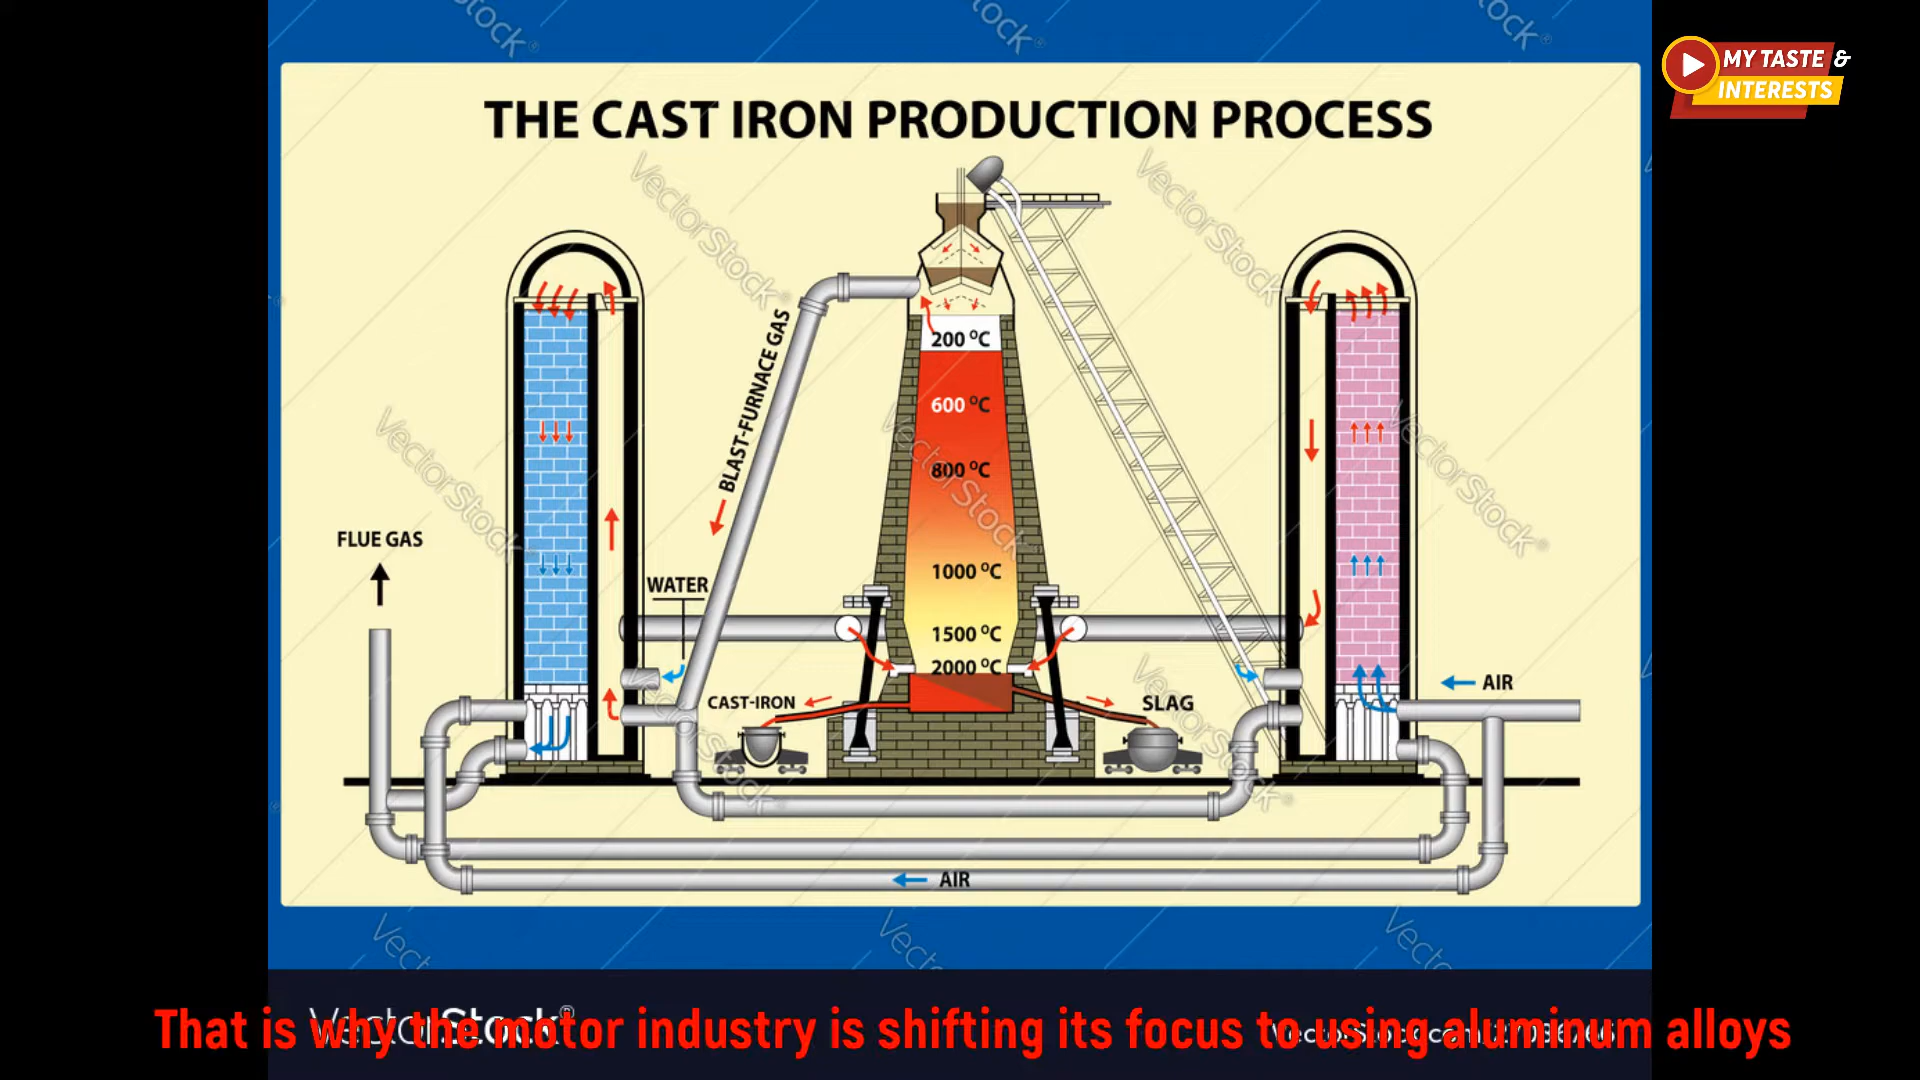 MY TASTE &
INTERESTS
THE CAST IRON PRODUCTION PROCESS
200 °C
600 °C
800 °C
1000 °C
1500 °C
2000 °C
BLAST-FURNACE GAS
FLUE GAS
WATER
CAST-IRON
SLAG
AIR
AIR
VectorStock®
That is why the motor industry is shifting its focus to using aluminum alloys